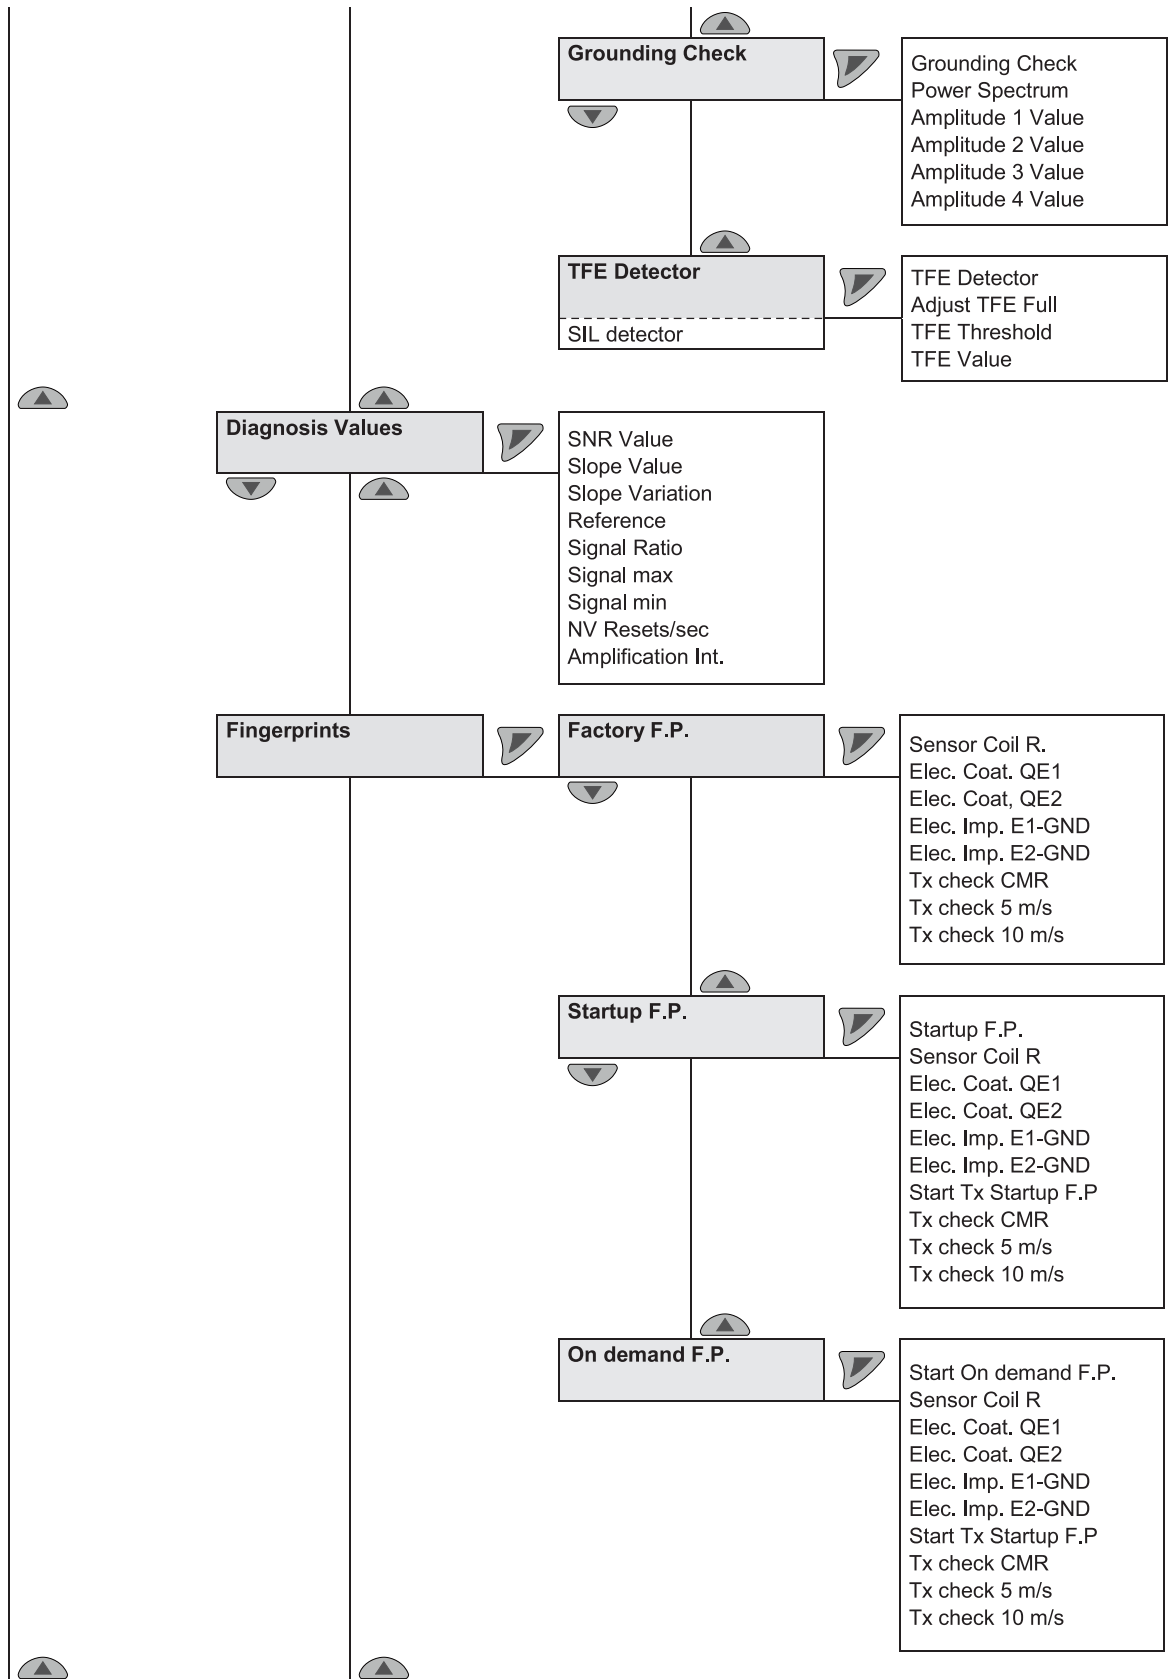 Grounding Check
Grounding Check
Power Spectrum
Amplitude 1 Value
Amplitude 2 Value
Amplitude 3 Value
Amplitude 4 Value
TFE Detector
SIL detector
TFE Detector
Adjust TFE Full
TFE Threshold
TFE Value
Diagnosis Values
SNR Value
Slope Value
Slope Variation
Reference
Signal Ratio
Signal max
Signal min
NV Resets/sec
Amplification Int.
Fingerprints
Factory F.P.
Sensor Coil R.
Elec. Coat. QE1
Elec. Coat, QE2
Elec. Imp. E1-GND
Elec. Imp. E2-GND
Tx check CMR
Tx check 5 m/s
Tx check 10 m/s
Startup F.P.
Startup F.P.
Sensor Coil R
Elec. Coat. QE1
Elec. Coat. QE2
Elec. Imp. E1-GND
Elec. Imp. E2-GND
Start Tx Startup F.P
Tx check CMR
Tx check 5 m/s
Tx check 10 m/s
On demand F.P.
Start On demand F.P.
Sensor Coil R
Elec. Coat. QE1
Elec. Coat. QE2
Elec. Imp. E1-GND
Elec. Imp. E2-GND
Start Tx Startup F.P
Tx check CMR
Tx check 5 m/s
Tx check 10 m/s